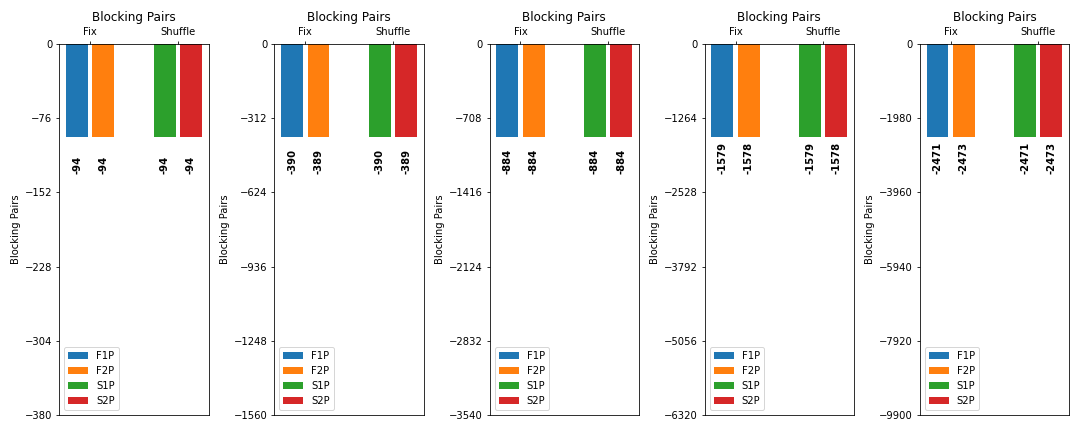 Blocking Pairs
Fix Shuffle
0
−76
−152
−228
−304
−380
Blocking Pairs
-94 -94 -94 -94
F1P
F2P
S1P
S2P
Blocking Pairs
Fix Shuffle
0
−312
−624
−936
−1248
−1560
Blocking Pairs
-390 -389 -390 -389
F1P
F2P
S1P
S2P
Blocking Pairs
Fix Shuffle
0
−708
−1416
−2124
−2832
−3540
Blocking Pairs
-884 -884 -884 -884
F1P
F2P
S1P
S2P
Blocking Pairs
Fix Shuffle
0
−1264
−2528
−3792
−5056
−6320
Blocking Pairs
-1579 -1578 -1579 -1578
F1P
F2P
S1P
S2P
Blocking Pairs
Fix Shuffle
0
−1980
−3960
−5940
−7920
−9900
Blocking Pairs
-2471 -2473 -2471 -2473
F1P
F2P
S1P
S2P